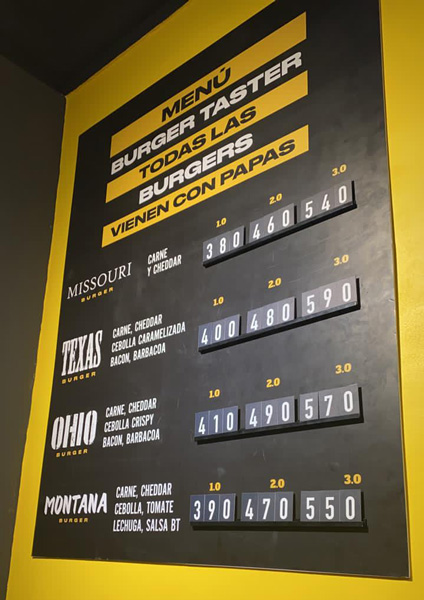 MENÚ
BURGER TASTER
TODAS LAS
BURGERS
VIENEN CON PAPAS
MISSOURI
BURGER
CARNE
Y CHEDDAR
1.0 2.0 3.0
380 460 540
TEXAS
BURGER
CARNE, CHEDDAR
CEBOLLA CARAMELIZADA
BACON, BARBACOA
1.0 2.0 3.0
400 480 590
OHIO
BURGER
CARNE, CHEDDAR
CEBOLLA CRISPY
BACON, BARBACOA
1.0 2.0 3.0
410 490 570
MONTANA
BURGER
CARNE, CHEDDAR
CEBOLLA, TOMATE
LECHUGA, SALSA BT
1.0 2.0 3.0
390 470 550